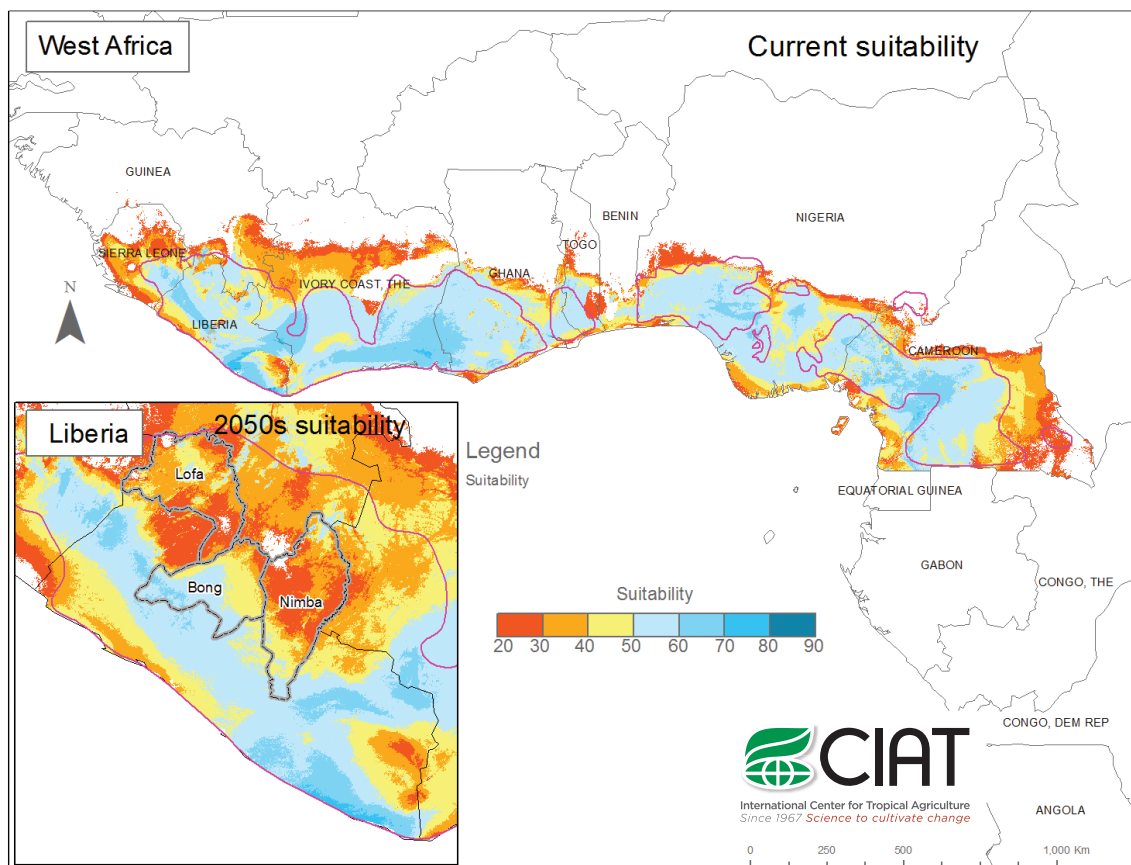 West Africa
Current suitability
GUINEA
BENIN
NIGERIA
SIERRA LEONE
TOGO
GHANA
IVORY COAST, THE
N
LIBERIA
CAMEROON
Liberia
2050s suitability
Legend
Suitability
Lofa
Bong
Nimba
EQUATORIAL GUINEA
GABON
CONGO, THE
Suitability
20 30 40 50 60 70 80 90
CONGO, DEM REP
CIAT
International Center for Tropical Agriculture
Since 1967 Science to cultivate change
ANGOLA
0 250 500 1,000 Km